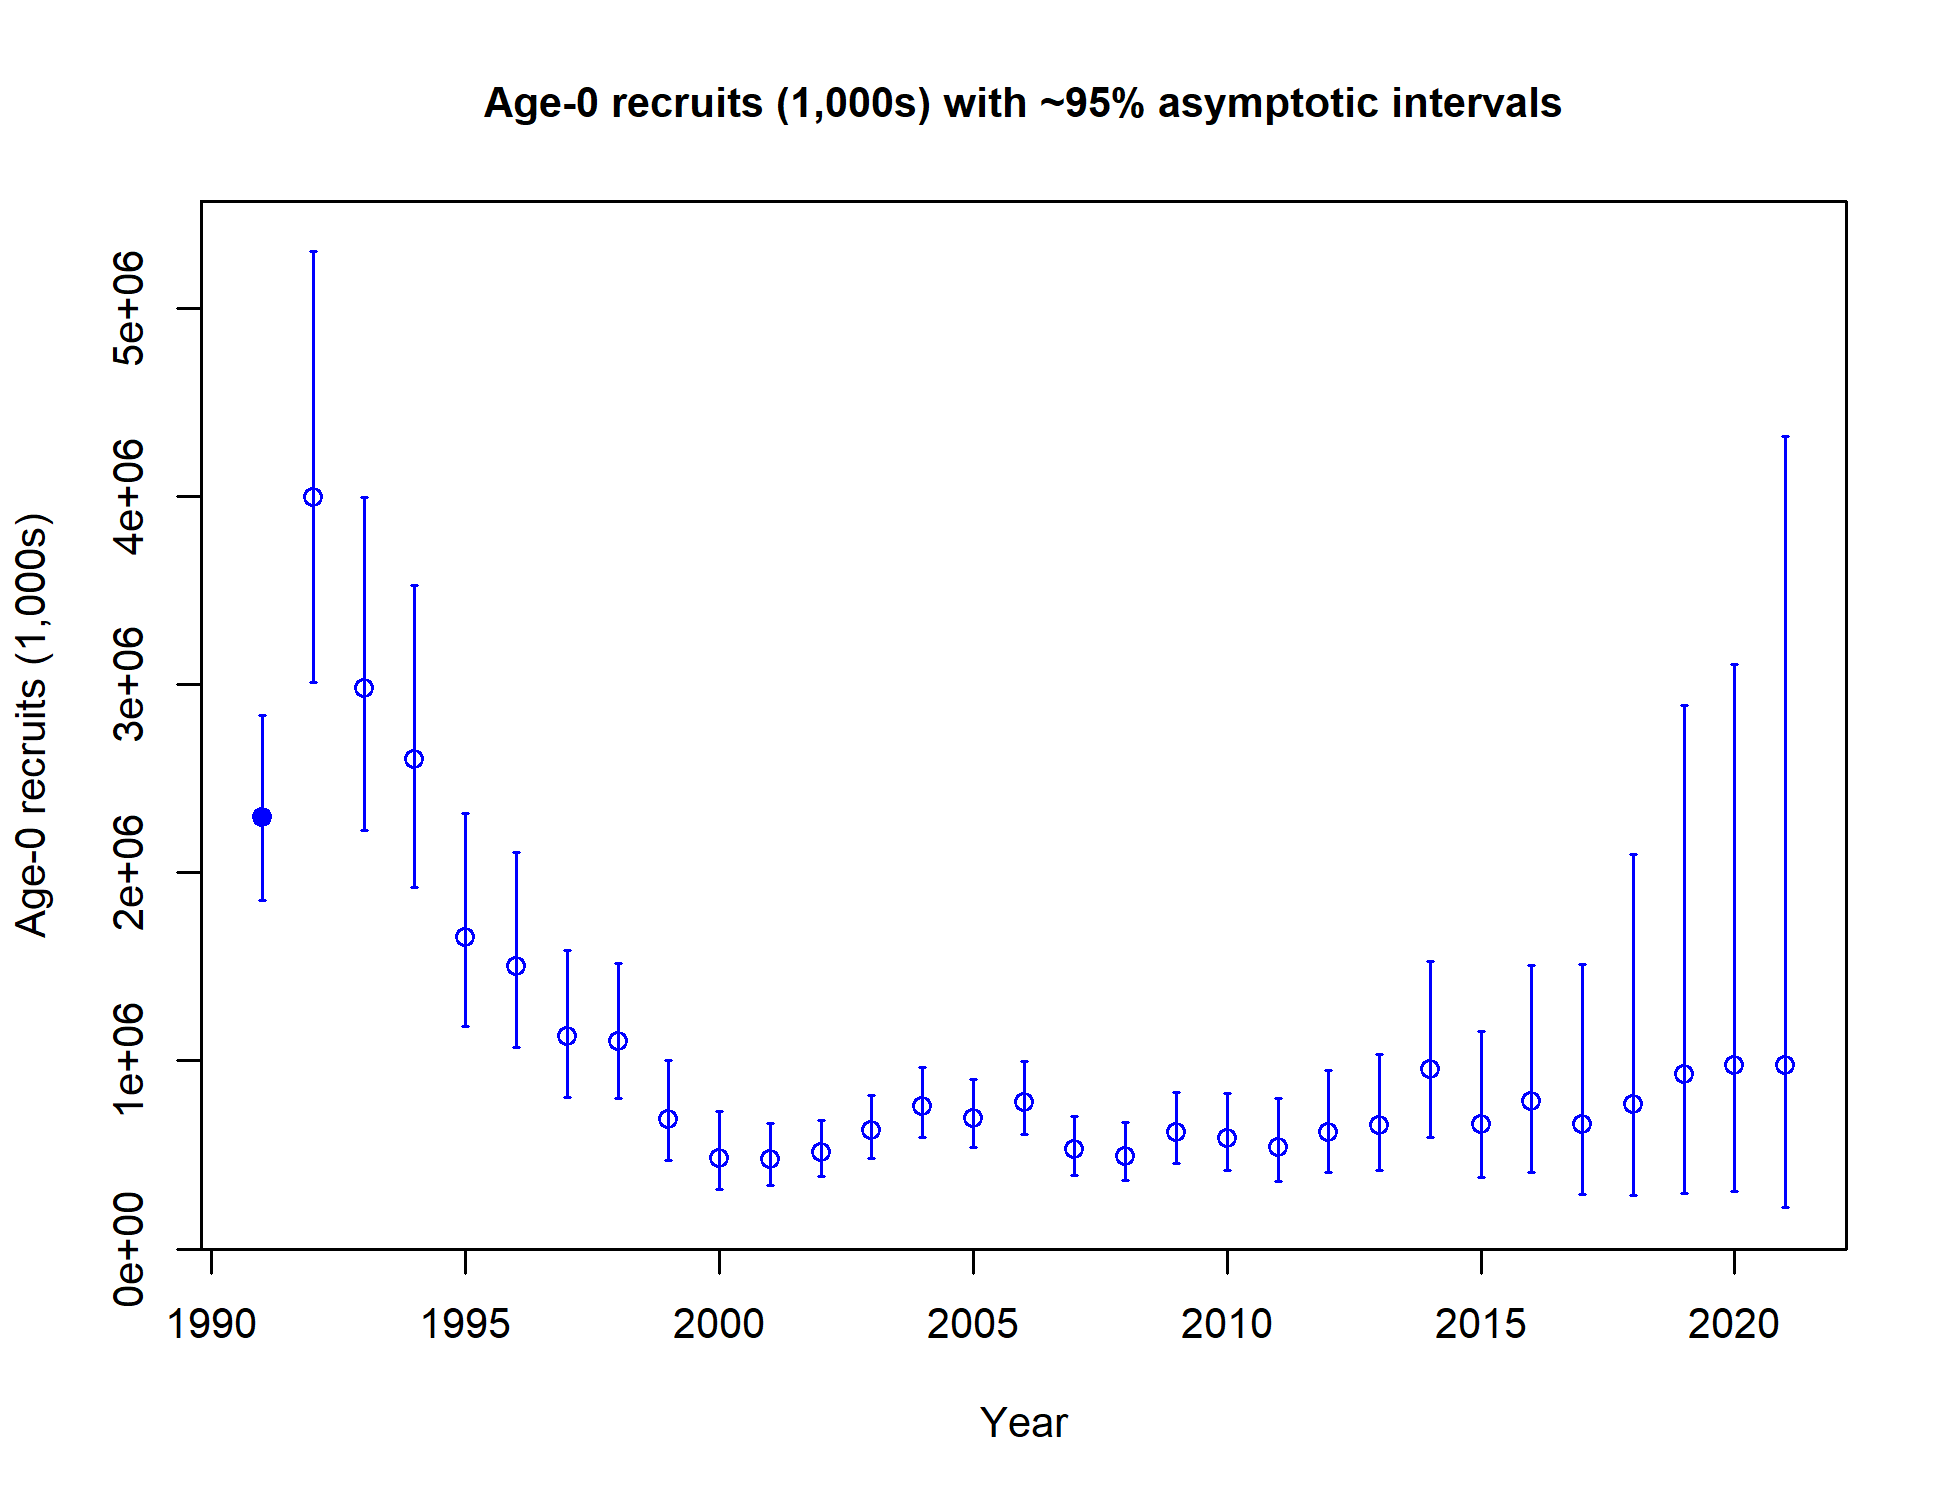 Age-0 recruits (1,000s) with ~95% asymptotic intervals
Age-0 recruits (1,000s)
5e+06
4e+06
3e+06
2e+06
1e+06
0e+00
1990 1995 2000 2005 2010 2015 2020
Year